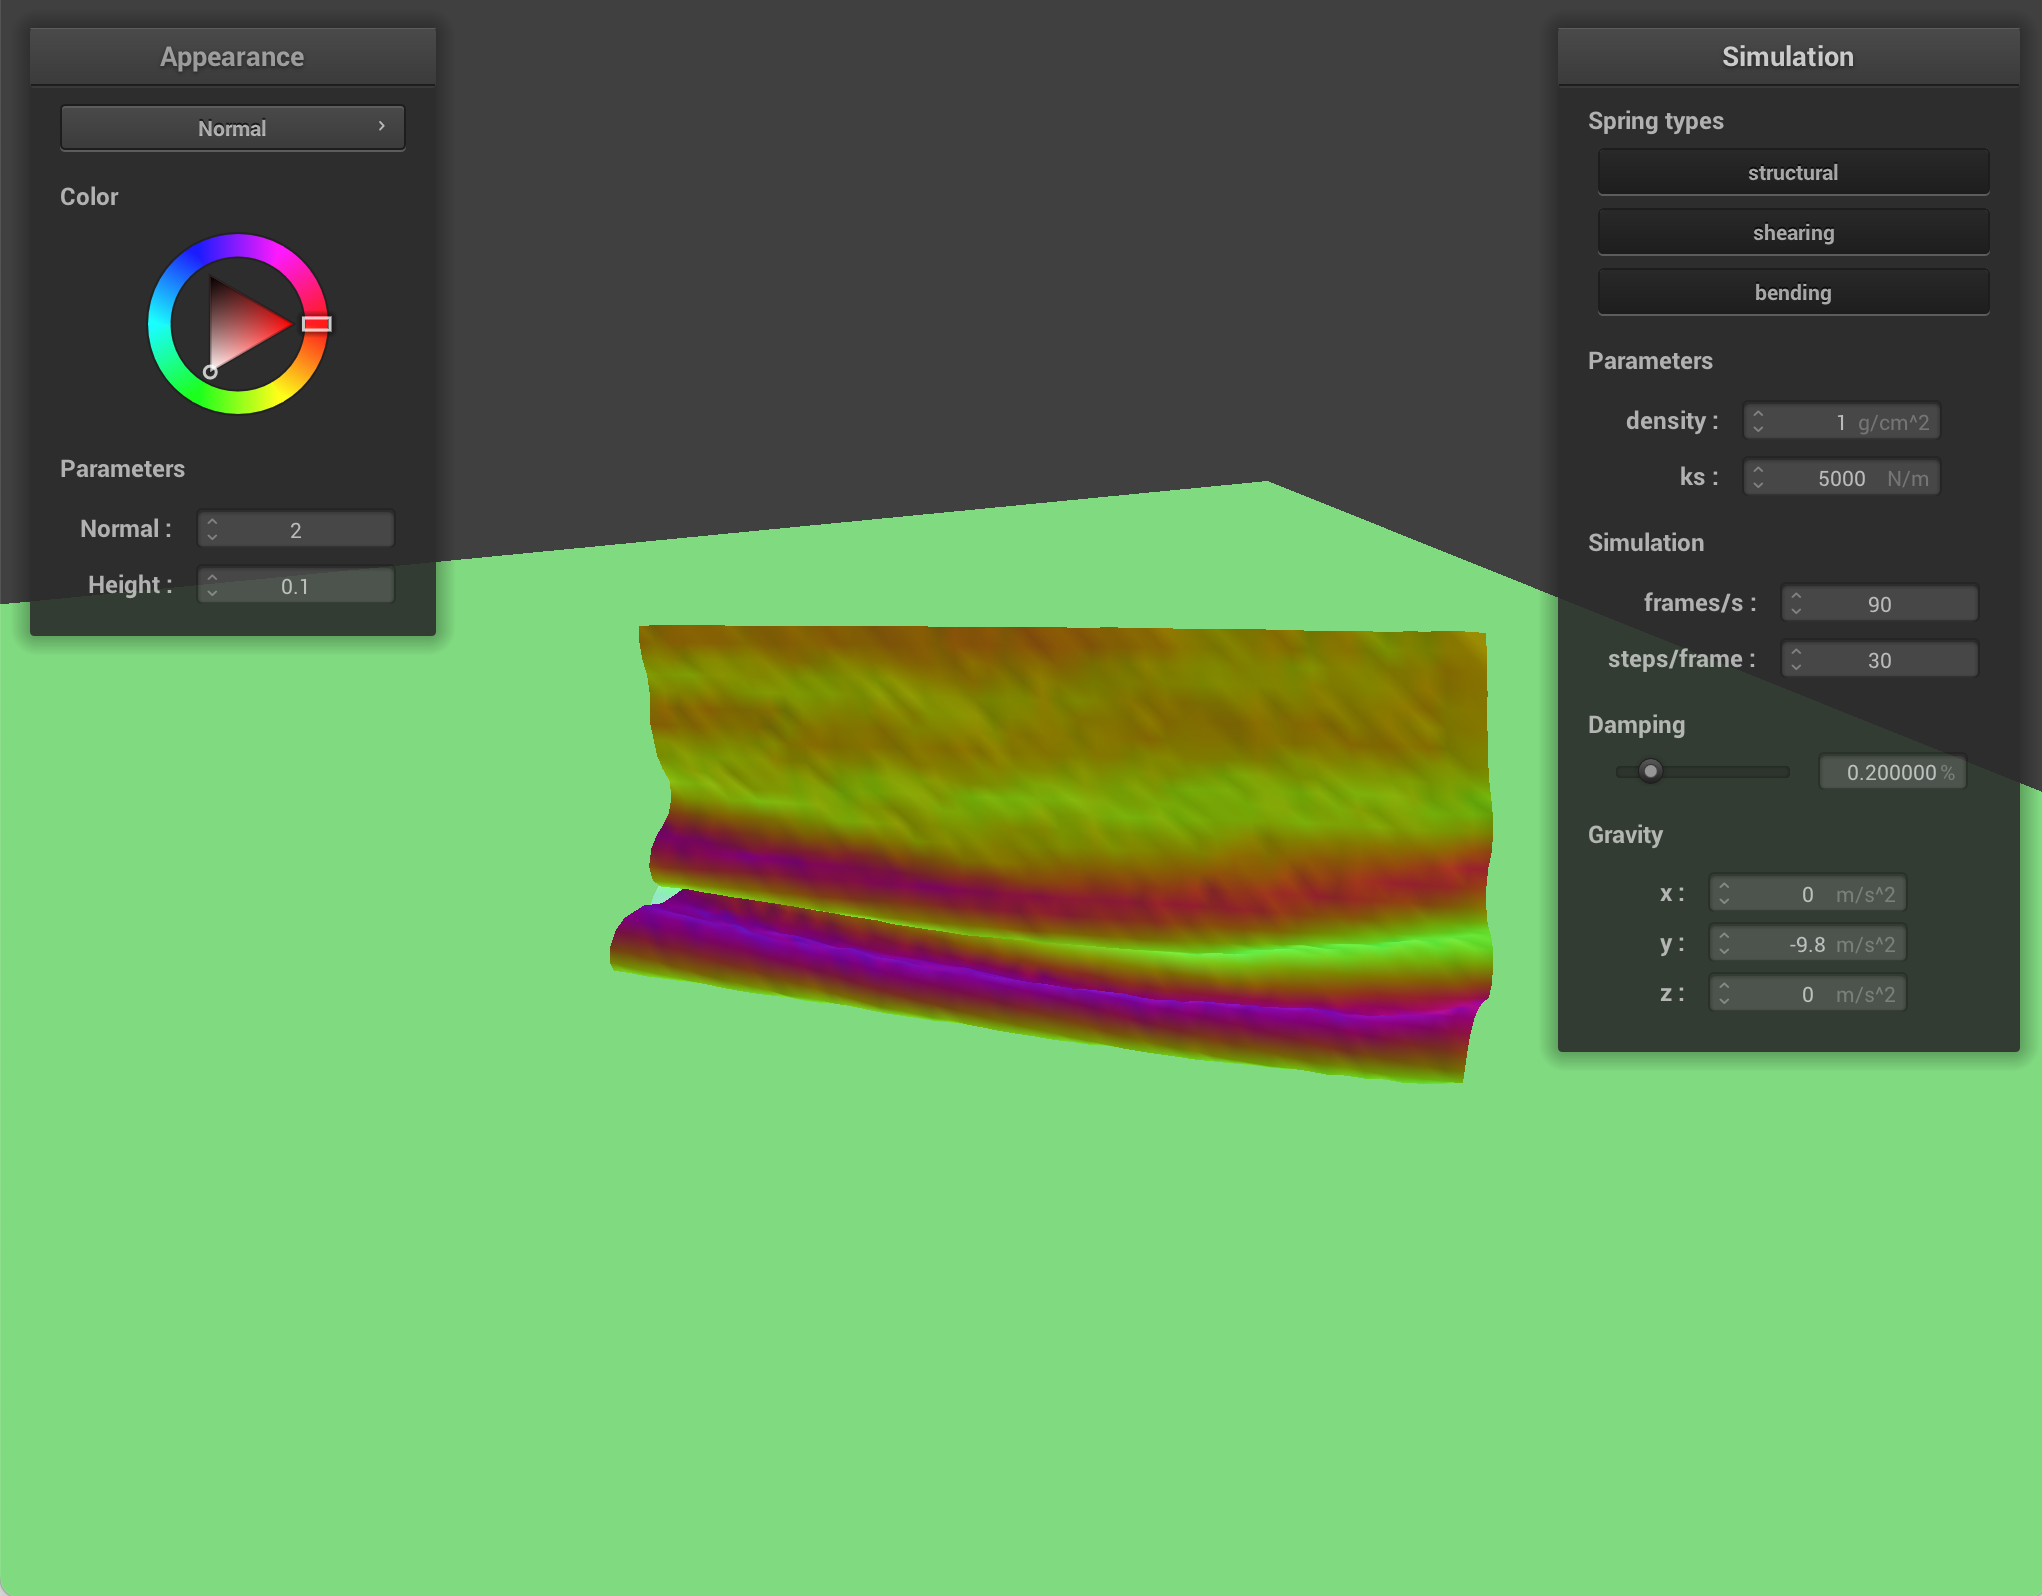 Appearance
Normal
Color
Parameters
Normal : 2
Height : 0.1
Simulation
Spring types
structural
shearing
bending
Parameters
density : 1 g/cm^2
ks : 5000 N/m
Simulation
frames/s : 90
steps/frame : 30
Damping
0.200000 %
Gravity
x : 0 m/s^2
y : -9.8 m/s^2
z : 0 m/s^2